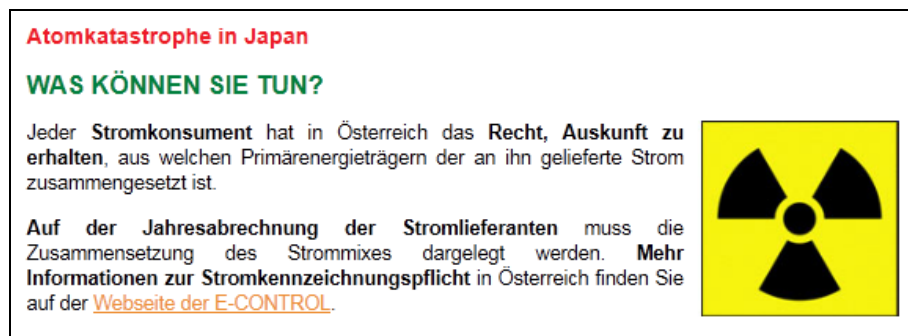 Atomkatastrophe in Japan
WAS KÖNNEN SIE TUN?
Jeder Stromkonsument hat in Österreich das Recht, Auskunft zu
erhalten, aus welchen Primärenergieträgern der an ihn gelieferte Strom
zusammengesetzt ist.
Auf der Jahresabrechnung der Stromlieferanten muss die
Zusammensetzung des Strommixes dargelegt werden. Mehr
Informationen zur Stromkennzeichnungspflicht in Österreich finden Sie
auf der Webseite der E-CONTROL.